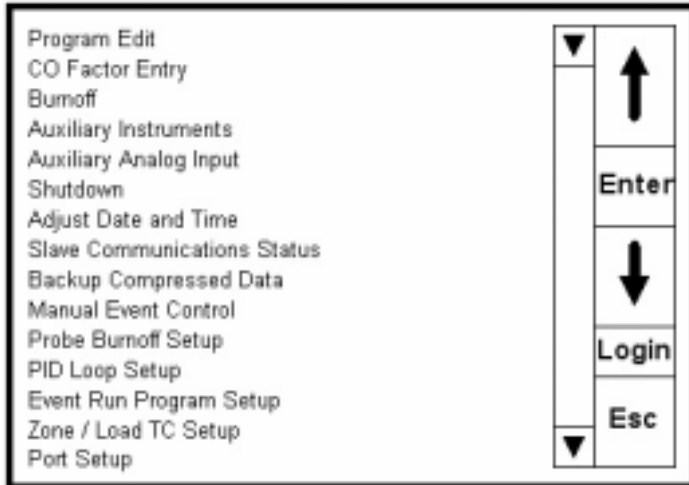 Program Edit
CO Factor Entry
Burnoff
Auxiliary Instruments
Auxiliary Analog Input
Shutdown
Adjust Date and Time
Slave Communications Status
Backup Compressed Data
Manual Event Control
Probe Burnoff Setup
PID Loop Setup
Event Run Program Setup
Zone / Load TC Setup
Port Setup
Enter
Login
Esc